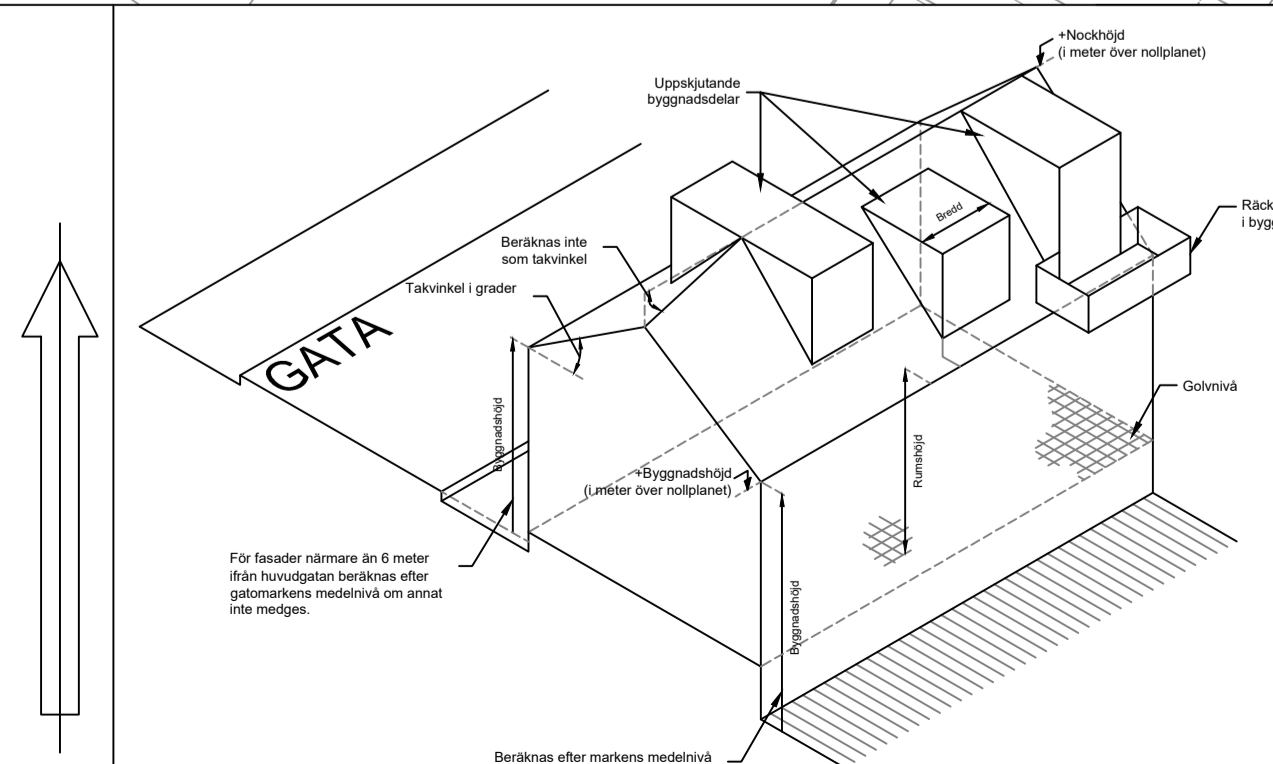 +Nockhöjd
(i meter över nollplanet)
Uppskjutande
byggnadsdelar
Bredd
Räck
i bygg
Beräknas inte
som takvinkel
Takvinkel i grader
GATA
Byggnadshöjd
Golvnivå
Rumshöjd
+Byggnadshöjd
(i meter över nollplanet)
För fasader närmare än 6 meter
ifrån huvudgatan beräknas efter
gatomarkens medelnivå om annat
inte medges.
Byggnadshöjd
Beräknas efter markens medelnivå